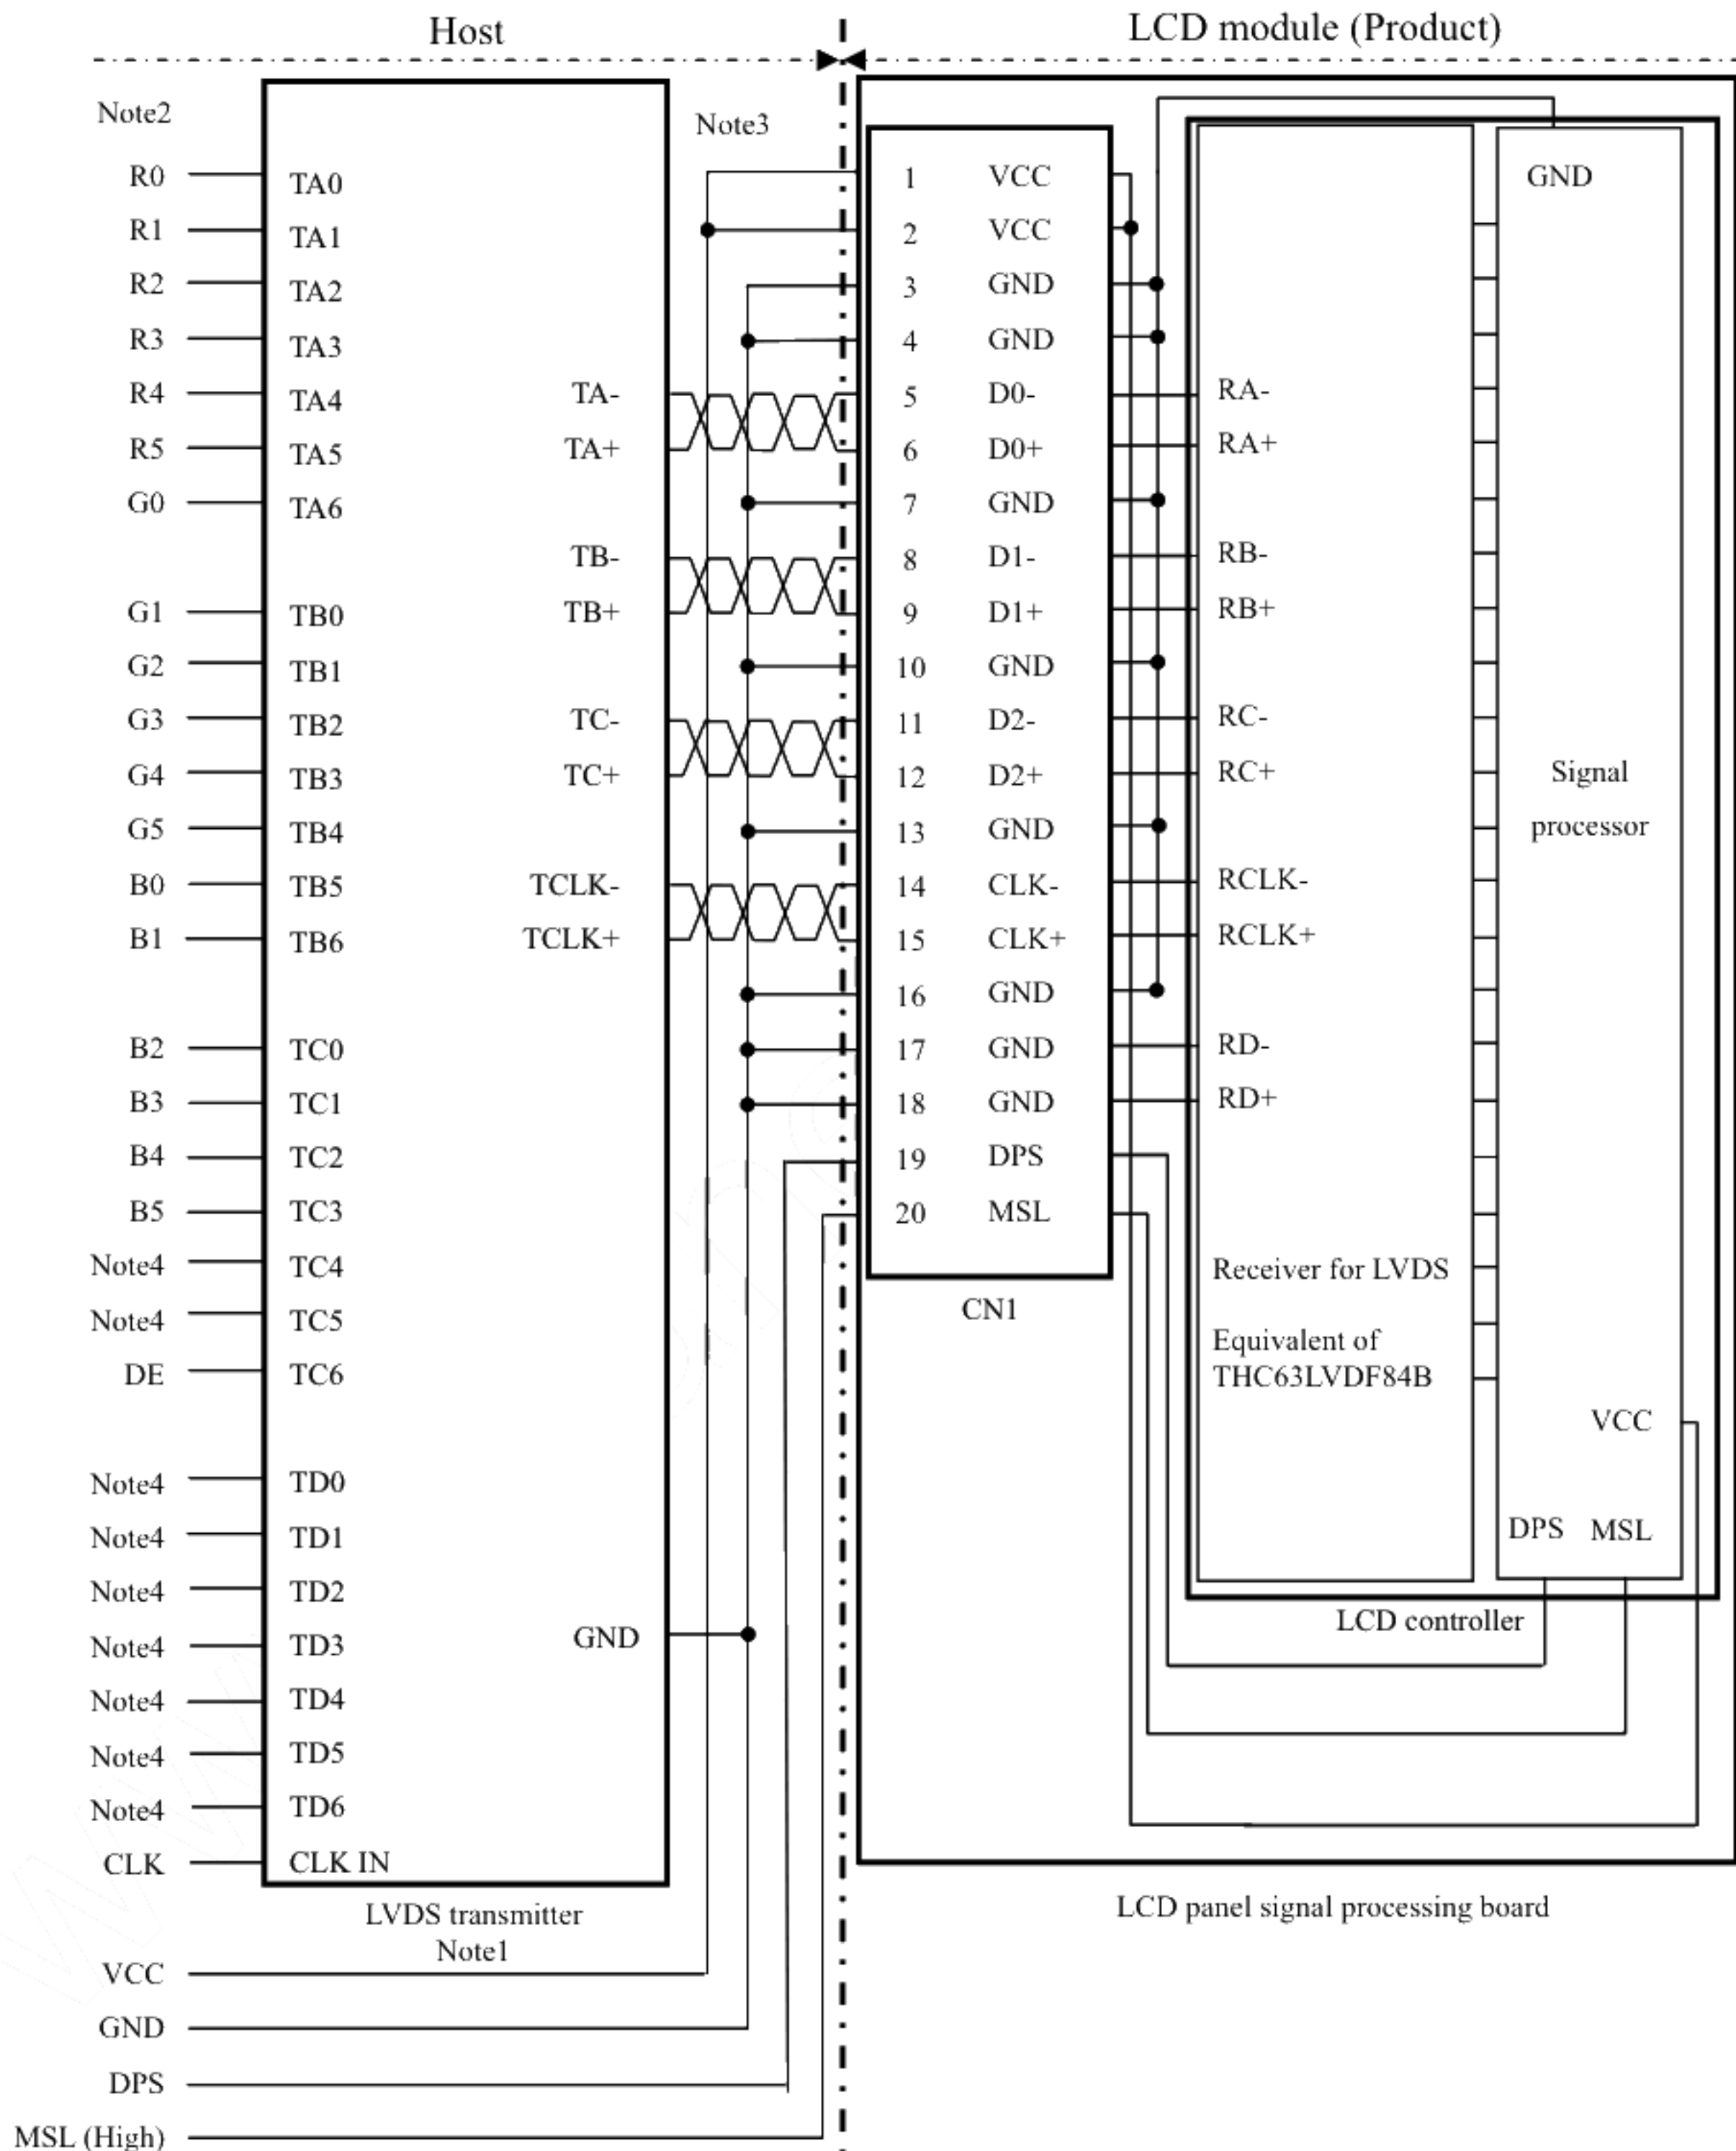 Host
LCD module (Product)
Note2
Note3
R0 TA0
R1 TA1
R2 TA2
R3 TA3
R4 TA4
R5 TA5
G0 TA6
G1 TB0
G2 TB1
G3 TB2
G4 TB3
G5 TB4
B0 TB5
B1 TB6
B2 TC0
B3 TC1
B4 TC2
B5 TC3
Note4 TC4
Note4 TC5
DE TC6
Note4 TD0
Note4 TD1
Note4 TD2
Note4 TD3
Note4 TD4
Note4 TD5
Note4 TD6
CLK CLK IN
TA-
TA+
TB-
TB+
TC-
TC+
TCLK-
TCLK+
GND
LVDS transmitter
Note1
VCC
GND
DPS
MSL (High)
1 VCC
2 VCC
3 GND
4 GND
5 D0-
6 D0+
7 GND
8 D1-
9 D1+
10 GND
11 D2-
12 D2+
13 GND
14 CLK-
15 CLK+
16 GND
17 GND
18 GND
19 DPS
20 MSL
CN1
RA-
RA+
RB-
RB+
RC-
RC+
RCLK-
RCLK+
RD-
RD+
Receiver for LVDS
Equivalent of
THC63LVDF84B
GND
Signal
processor
VCC
DPS MSL
LCD controller
LCD panel signal processing board